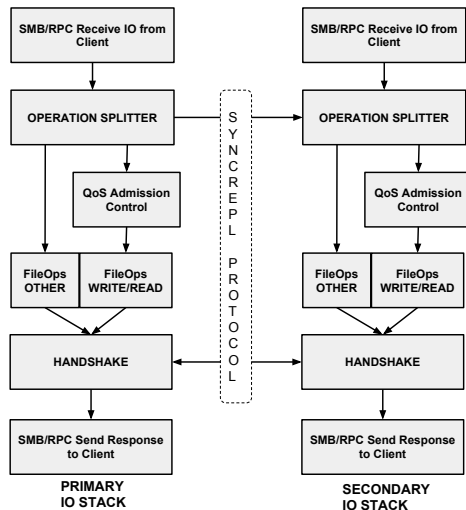 SMB/RPC Receive IO from
Client
OPERATION SPLITTER
QoS Admission
Control
FileOps
OTHER
FileOps
WRITE/READ
HANDSHAKE
SMB/RPC Send Response
to Client
PRIMARY
IO STACK
SYNCREPL PROTOCOL
SMB/RPC Receive IO from
Client
OPERATION SPLITTER
QoS Admission
Control
FileOps
OTHER
FileOps
WRITE/READ
HANDSHAKE
SMB/RPC Send Response
to Client
SECONDARY
IO STACK